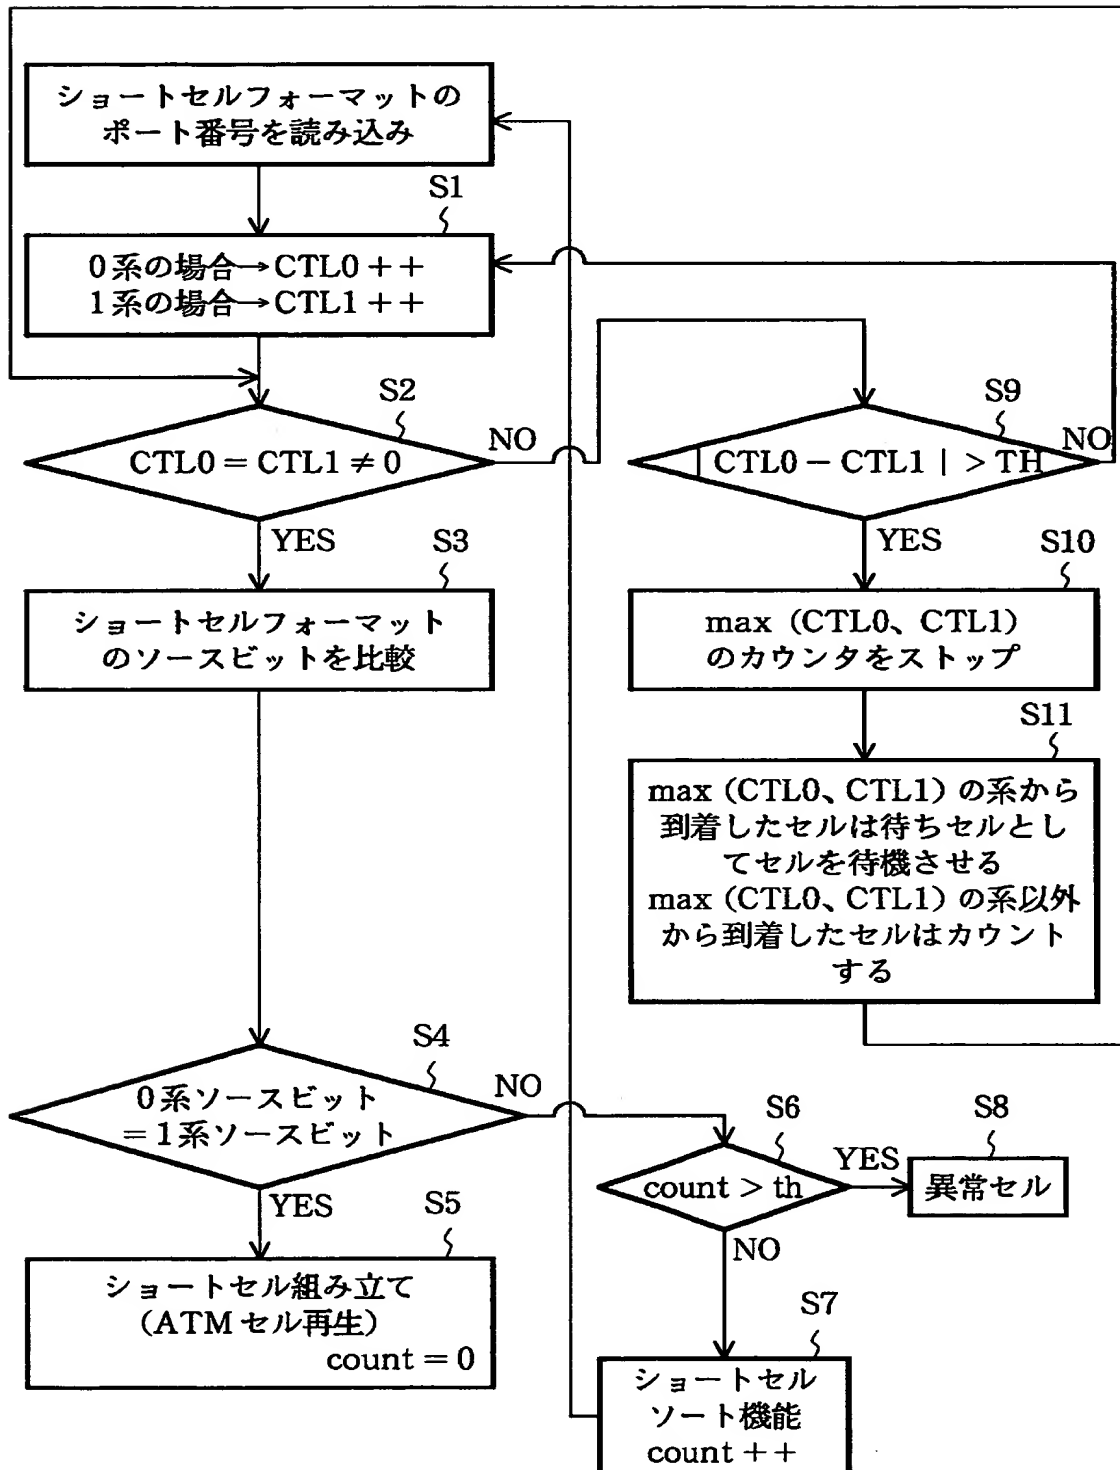 ショートセルフォーマットの
ポート番号を読み込み
S1
0系の場合→CTL0++
1系の場合→CTL1++
S2
CTL0=CTL1≠0
NO
YES
S3
ショートセルフォーマット
のソースビットを比較
S4
0系ソースビット
=1系ソースビット
NO
YES
S5
ショートセル組み立て
(ATMセル再生)
count=0
S6
count>th
YES
NO
S8
異常セル
S7
ショートセル
ソート機能
count++
S9
|CTL0-CTL1|>TH
NO
YES
S10
max(CTL0、CTL1)
のカウンタをストップ
S11
max(CTL0、CTL1)の系から
到着したセルは待ちセルとし
てセルを待機させる
max(CTL0、CTL1)の系以外
から到着したセルはカウント
する